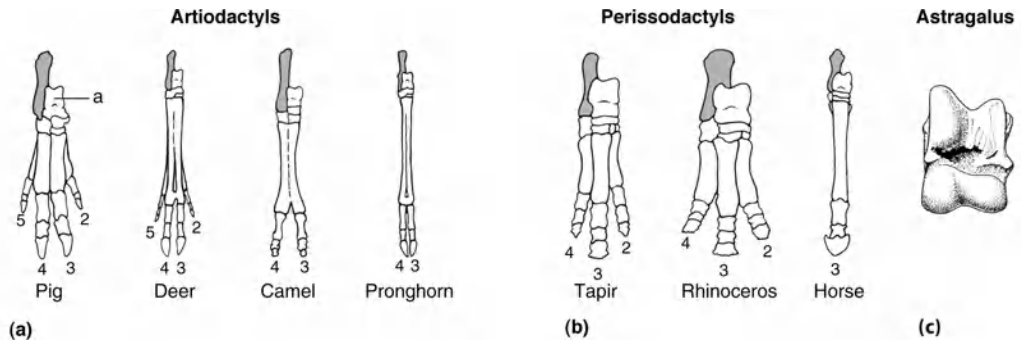 Artiodactyls
a
5
2
4 3
Pig
5
2
4 3
Deer
4 3
Camel
4 3
Pronghorn
(a)
Perissodactyls
4
2
3
Tapir
4
2
3
Rhinoceros
3
Horse
(b)
Astragalus
(c)